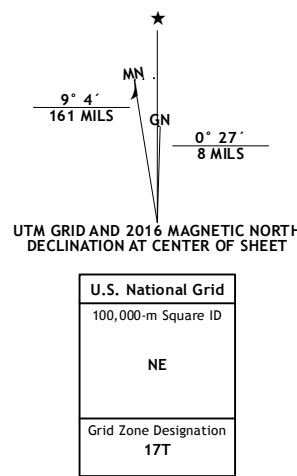 ★
MN
GN
9° 4´
161 MILS
0° 27´
8 MILS
UTM GRID AND 2016 MAGNETIC NORTH
DECLINATION AT CENTER OF SHEET
U.S. National Grid
100,000-m Square ID
NE
Grid Zone Designation
17T